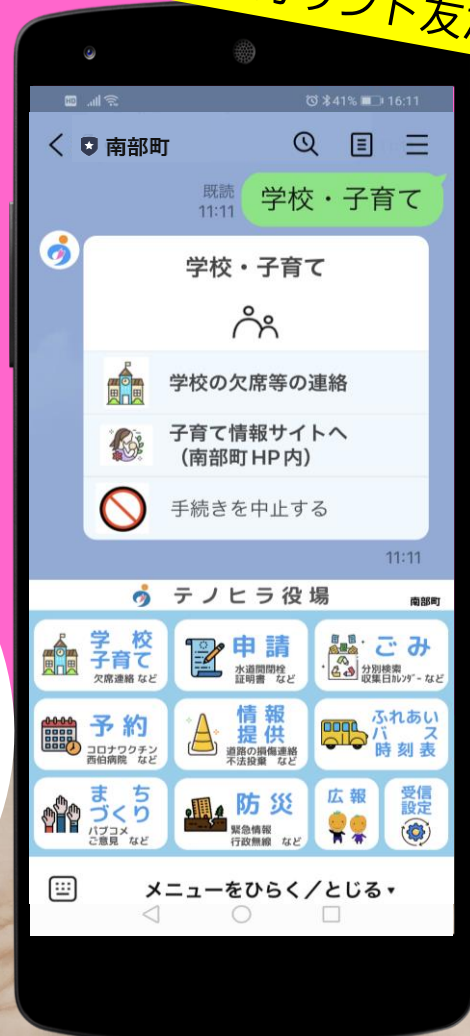 HD
41% 16:11
南部町
既読
11:11
学校・子育て
学校・子育て
学校の欠席等の連絡
子育て情報サイトへ
(南部町HP内)
手続きを中止する
11:11
テノヒラ役場
南部町
学校
子育て
欠席連絡 など
申請
水道開閉栓
証明書 など
ごみ
分別検索
収集日カレンダー など
予約
コロナワクチン
西伯病院 など
情報
提供
道路の損傷連絡
不法投棄 など
ふれあい
バス
時刻表
まち
づくり
パブコメ
ご意見 など
防災
緊急情報
行政無線 など
広報
受信
設定
メニューをひらく/とじる▾